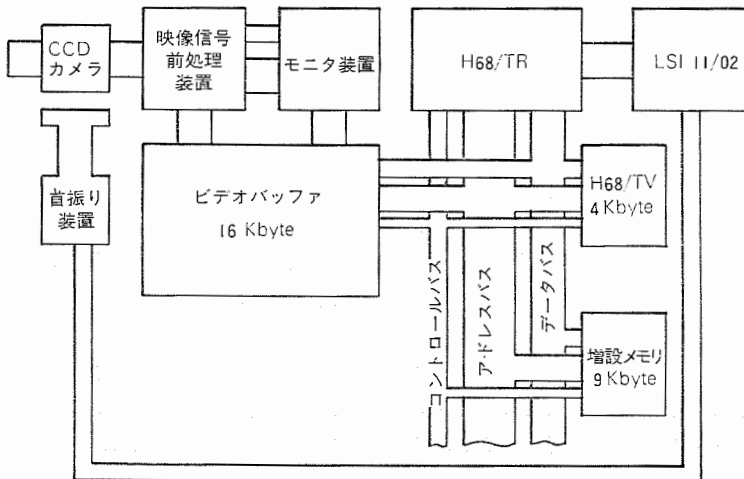 CCD
カメラ
映像信号
前処理
装置
モニタ装置
H68/TR
LSI 11/02
首振り
装置
ビデオバッファ
16 Kbyte
H68/TV
4 Kbyte
コントロールバス
アドレスバス
データバス
増設メモリ
9 Kbyte